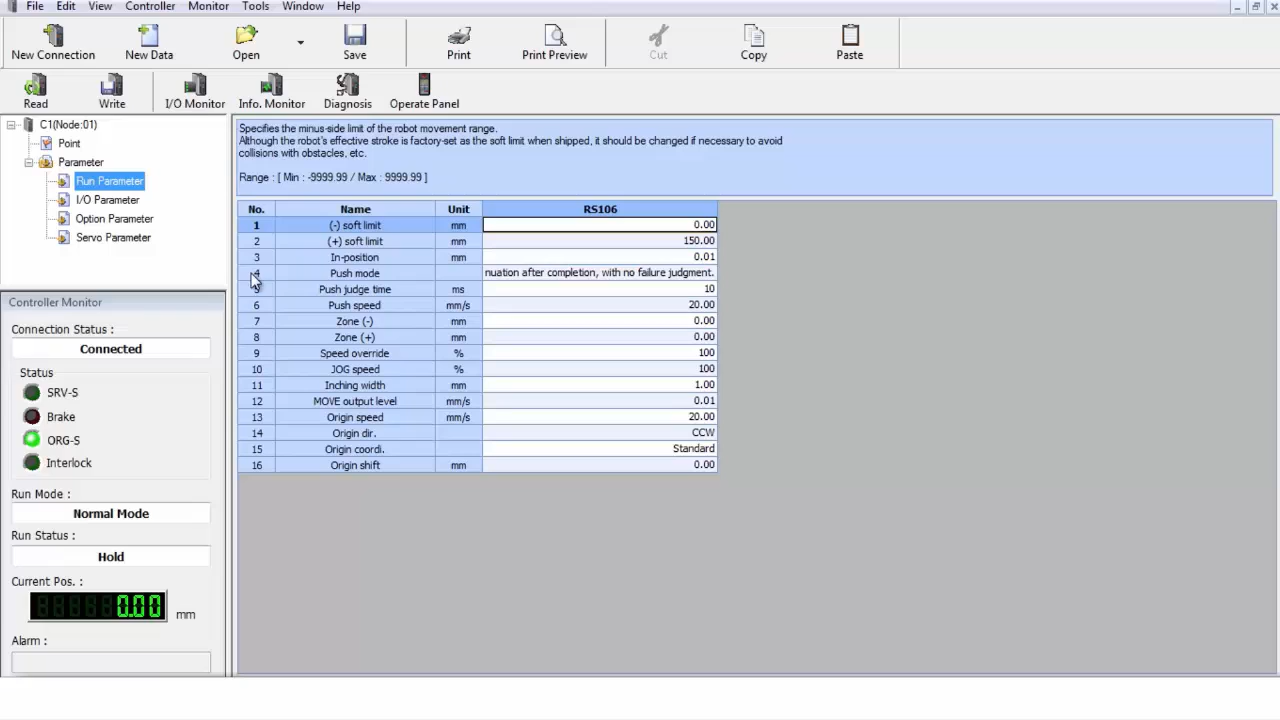 File Edit View Controller Monitor Tools Window Help
New Connection New Data Open Save Print Print Preview Cut Copy Paste
Read Write I/O Monitor Info. Monitor Diagnosis Operate Panel
C1(Node:01)
Point
Parameter
Run Parameter
I/O Parameter
Option Parameter
Servo Parameter
Controller Monitor
Connection Status :
Connected
Status
SRV-S
Brake
ORG-S
Interlock
Run Mode :
Normal Mode
Run Status :
Hold
Current Pos. :
0.00 mm
Alarm :
Specifies the minus-side limit of the robot movement range.
Although the robot's effective stroke is factory-set as the soft limit when shipped, it should be changed if necessary to avoid
collisions with obstacles, etc.
Range : [ Min : -9999.99 / Max : 9999.99 ]
No. Name Unit RS106
1 (-) soft limit mm 0.00
2 (+) soft limit mm 150.00
3 In-position mm 0.01
4 Push mode nuation after completion, with no failure judgment.
5 Push judge time ms 10
6 Push speed mm/s 20.00
7 Zone (-) mm 0.00
8 Zone (+) mm 0.00
9 Speed override % 100
10 JOG speed % 100
11 Inching width mm 1.00
12 MOVE output level mm/s 0.01
13 Origin speed mm/s 20.00
14 Origin dir. CCW
15 Origin coordi. Standard
16 Origin shift mm 0.00